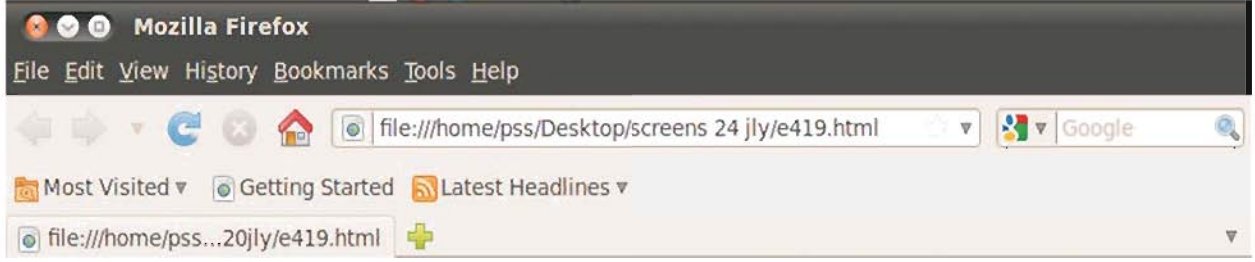 Mozilla Firefox
File Edit View History Bookmarks Tools Help
file:///home/pss/Desktop/screens 24 jly/e419.html Google
Most Visited Getting Started Latest Headlines
file:///home/pss...20jly/e419.html